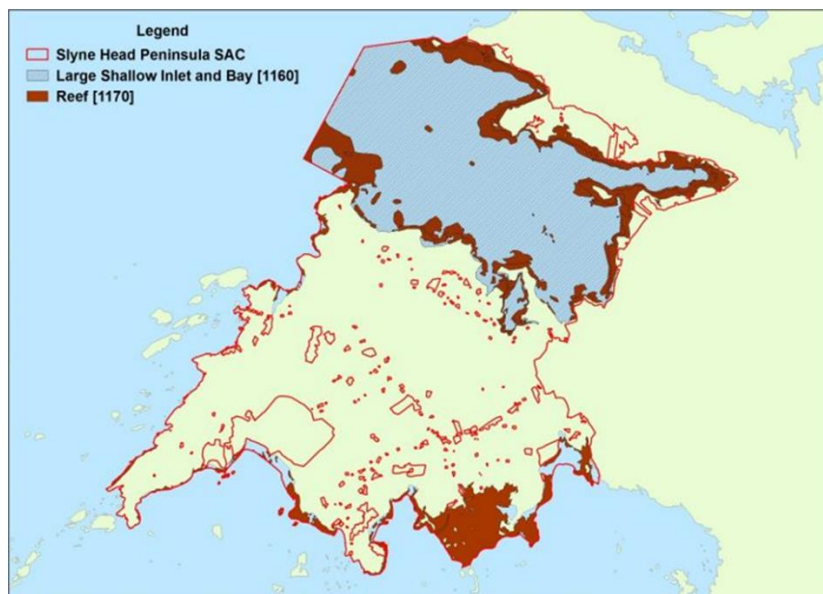 Legend
Slyne Head Peninsula SAC
Large Shallow Inlet and Bay [1160]
Reef [1170]